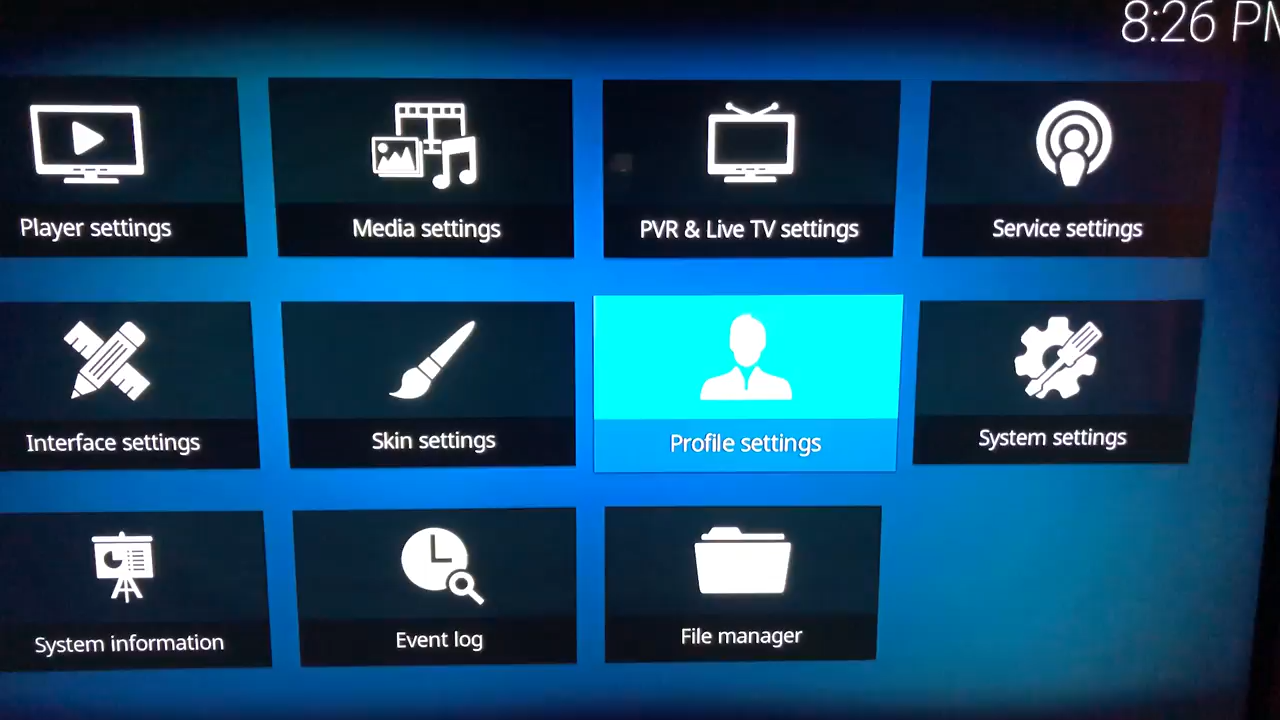 8:26 PM
Player settings
Media settings
PVR & Live TV settings
Service settings
Interface settings
Skin settings
Profile settings
System settings
System information
Event log
File manager